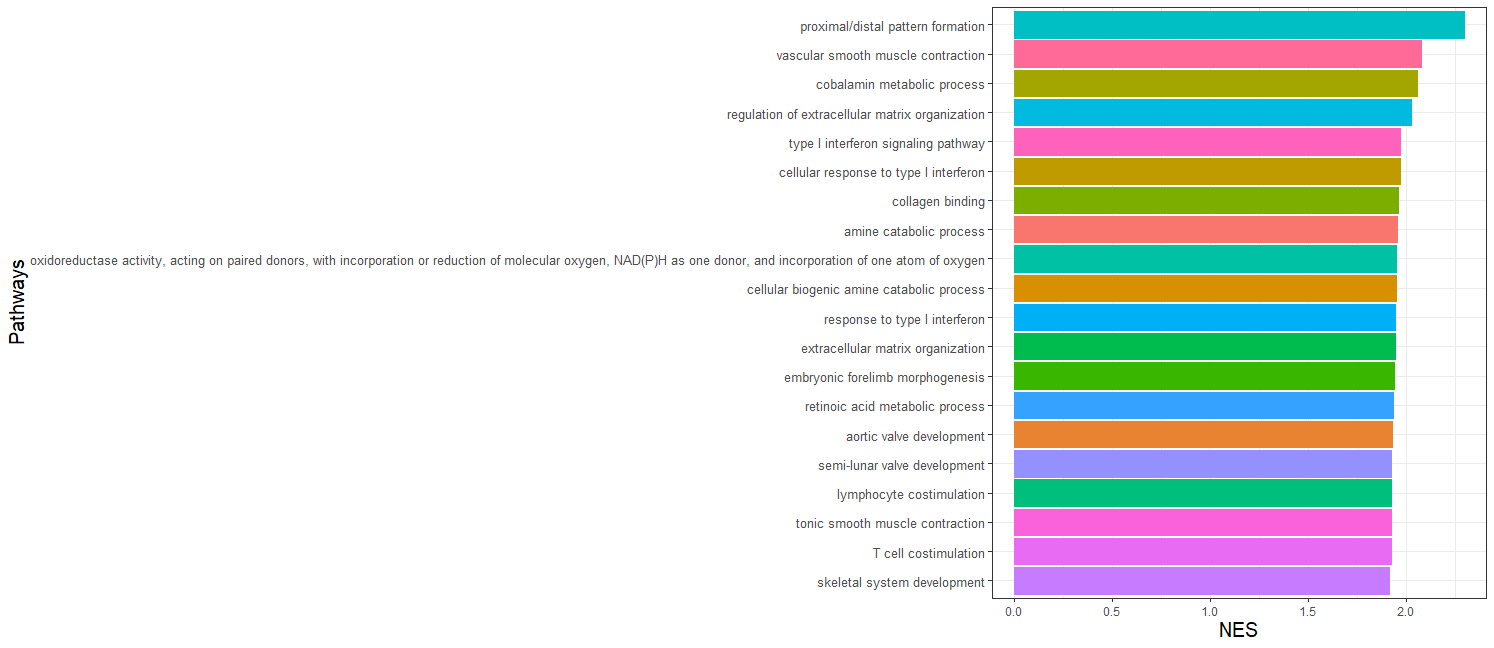 proximal/distal pattern formation
vascular smooth muscle contraction
cobalamin metabolic process
regulation of extracellular matrix organization
type I interferon signaling pathway
cellular response to type I interferon
collagen binding
amine catabolic process
oxidoreductase activity, acting on paired donors, with incorporation or reduction of molecular oxygen, NAD(P)H as one donor, and incorporation of one atom of oxygen
cellular biogenic amine catabolic process
response to type I interferon
extracellular matrix organization
embryonic forelimb morphogenesis
retinoic acid metabolic process
aortic valve development
semi-lunar valve development
lymphocyte costimulation
tonic smooth muscle contraction
T cell costimulation
skeletal system development
Pathways
0.0 0.5 1.0 1.5 2.0
NES